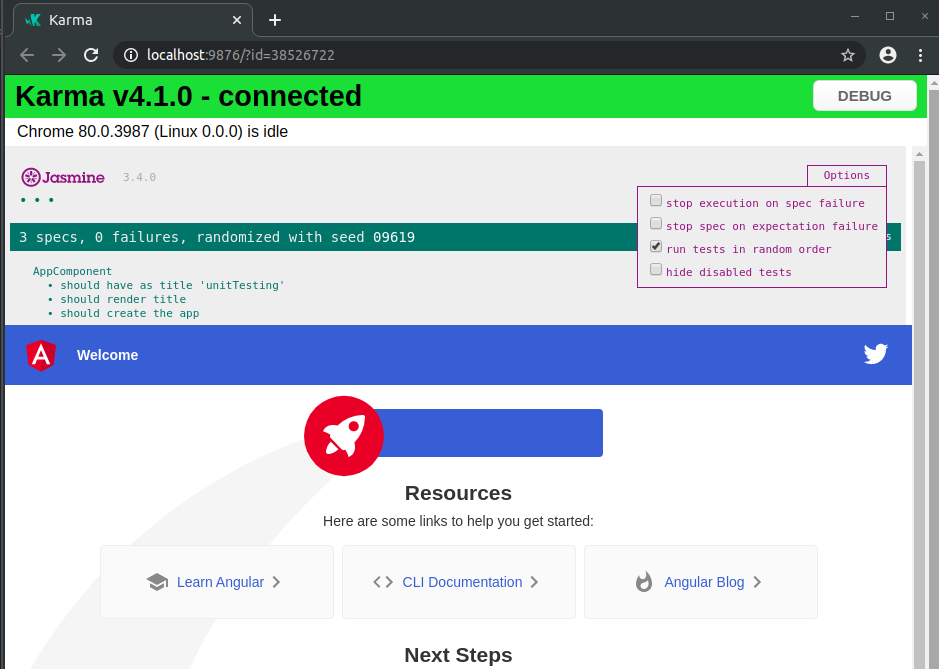 Karma
localhost:9876/?id=38526722
Karma v4.1.0 - connected
DEBUG
Chrome 80.0.3987 (Linux 0.0.0) is idle
Jasmine 3.4.0
Options
stop execution on spec failure
stop spec on expectation failure
run tests in random order
hide disabled tests
• • •
3 specs, 0 failures, randomized with seed 09619
s
AppComponent
• should have as title 'unitTesting'
• should render title
• should create the app
A
Welcome
Resources
Here are some links to help you get started:
Learn Angular
CLI Documentation
Angular Blog
Next Steps